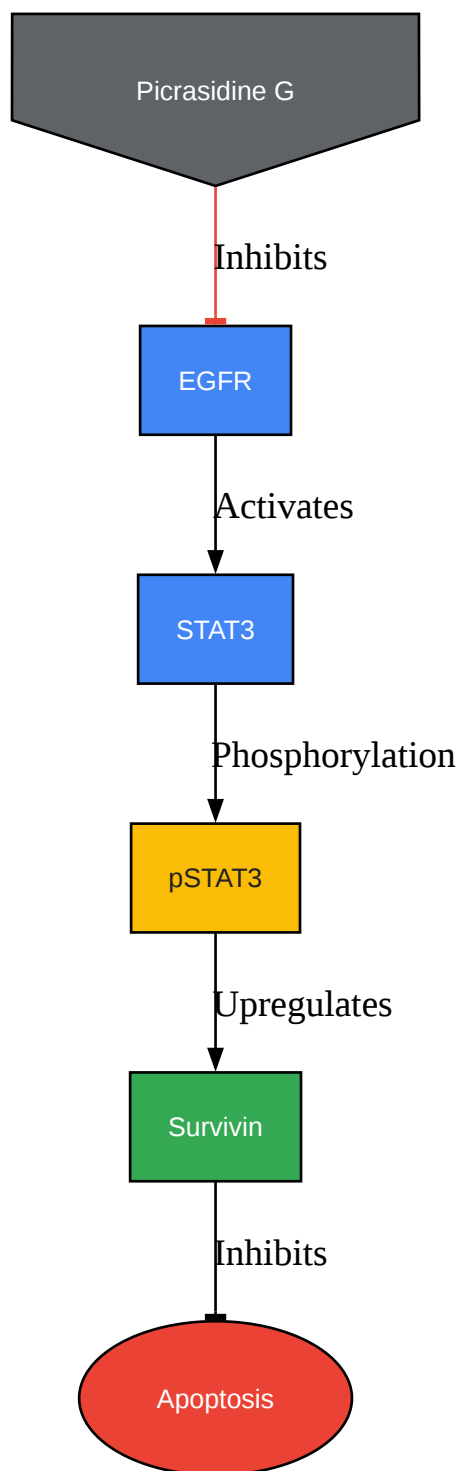 Picrasidine G
Inhibits
EGFR
Activates
STAT3
Phosphorylation
pSTAT3
Upregulates
Survivin
Inhibits
Apoptosis